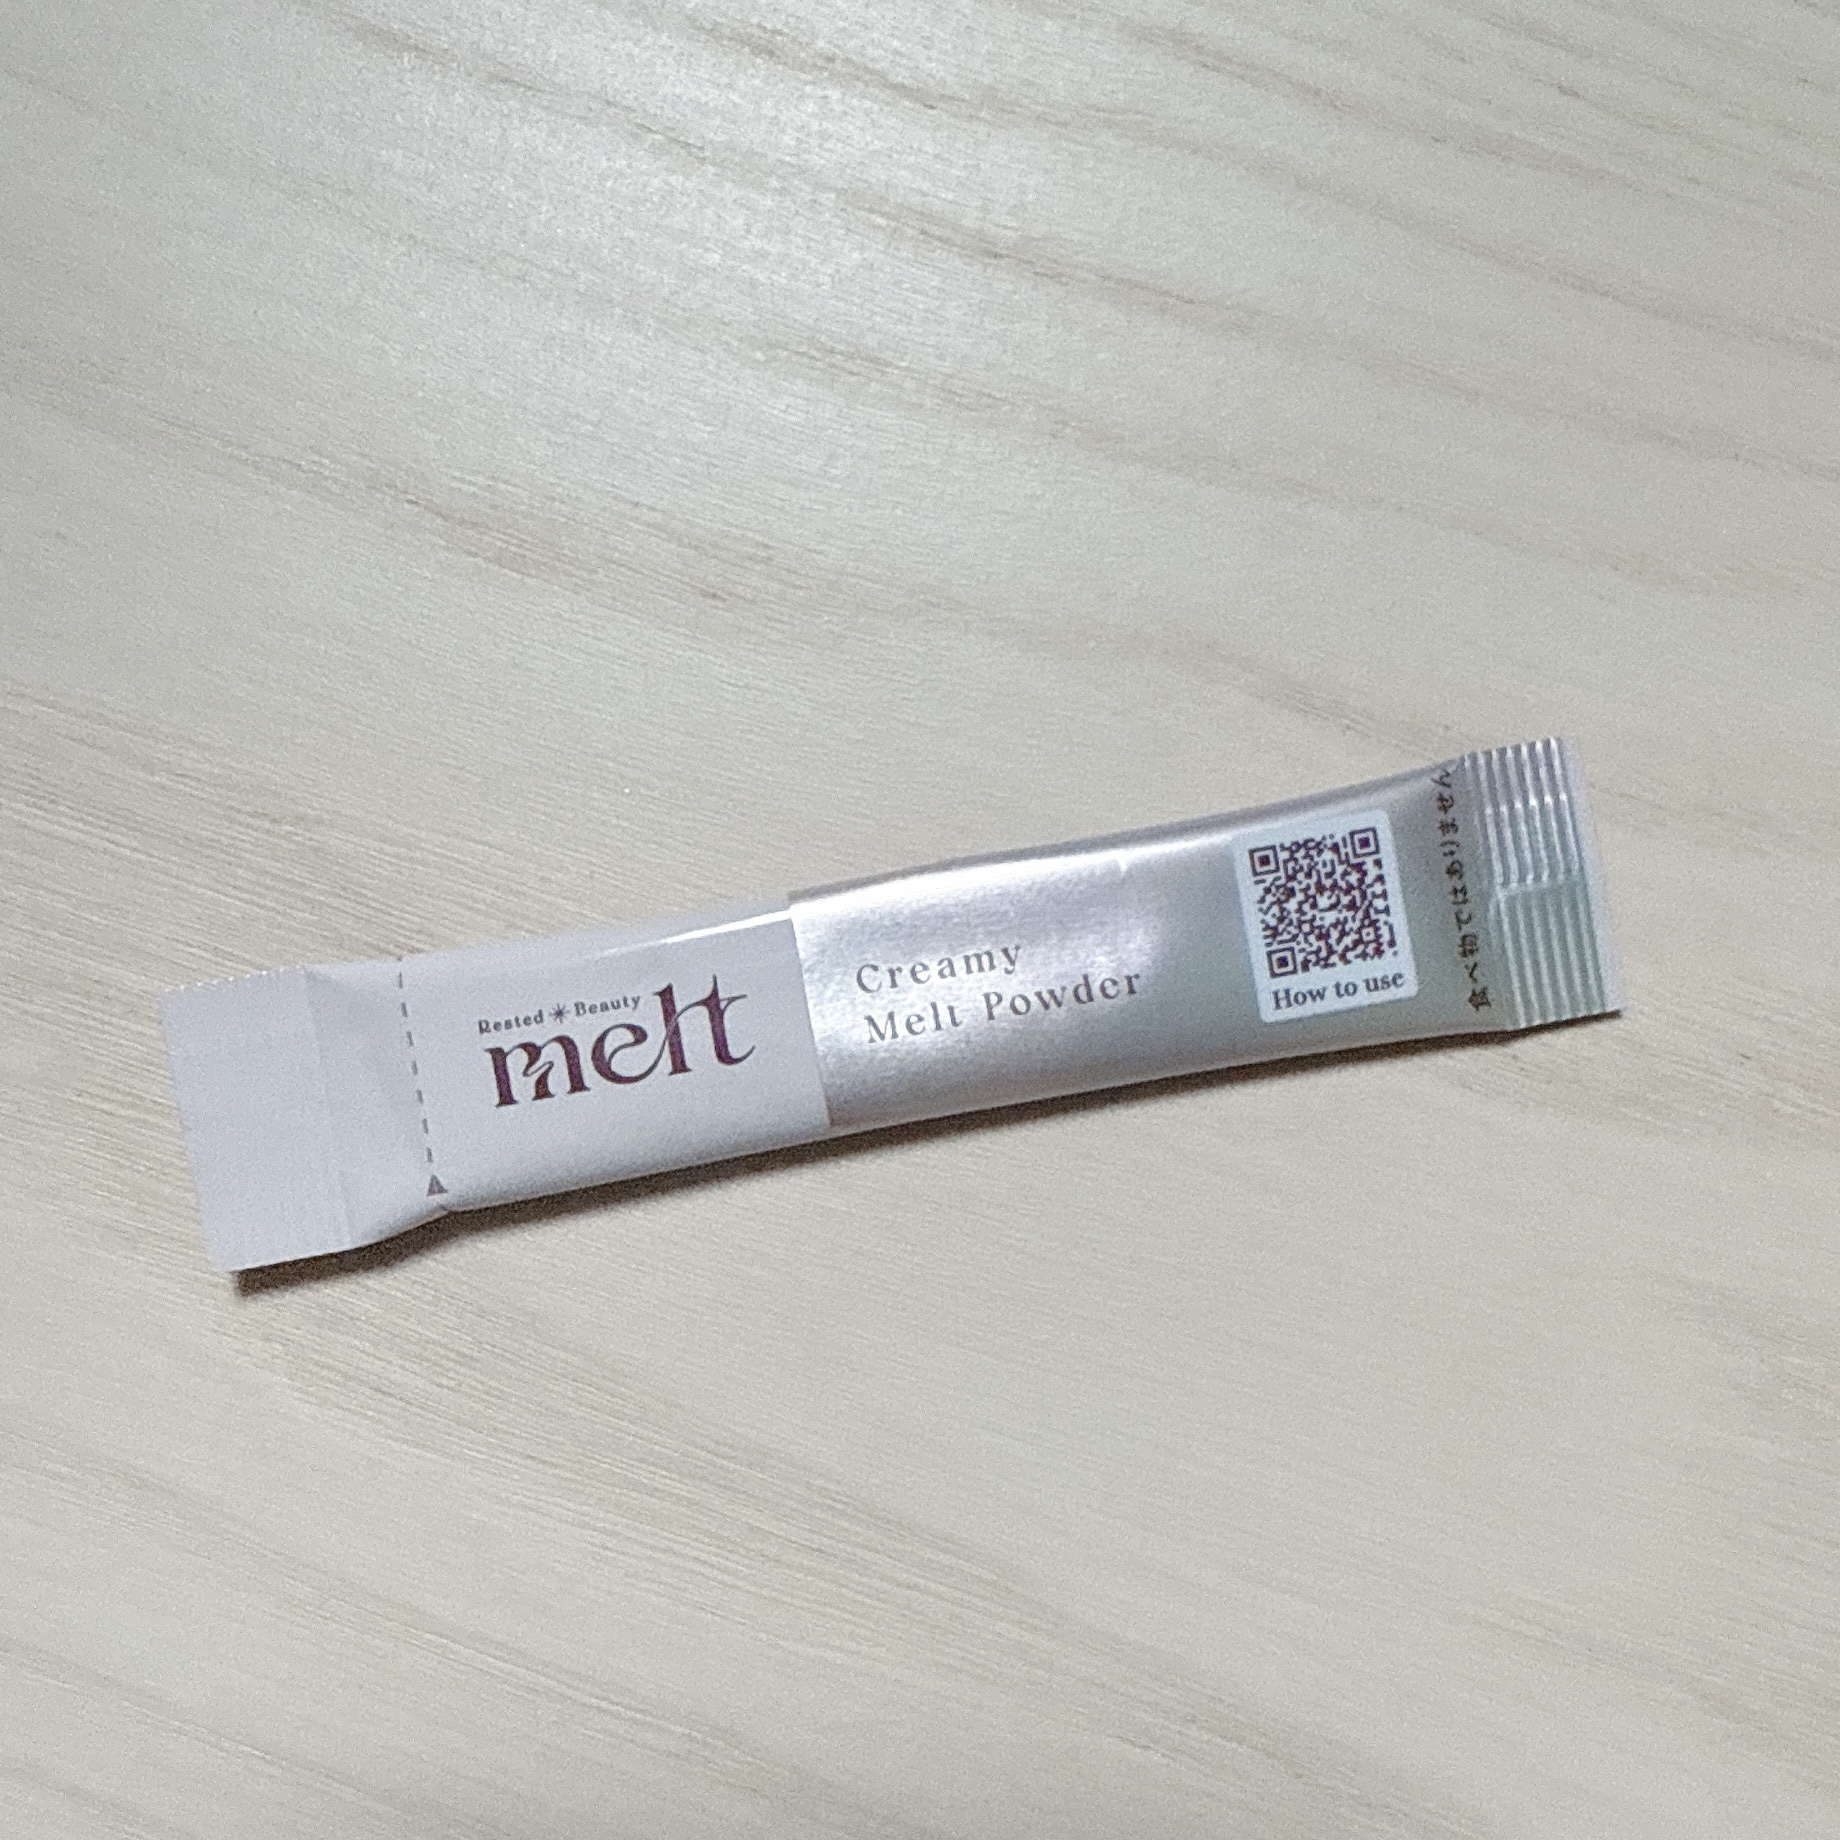 Rested Beauty
melt
Creamy
Melt Powder
How to use
食べ物ではありません